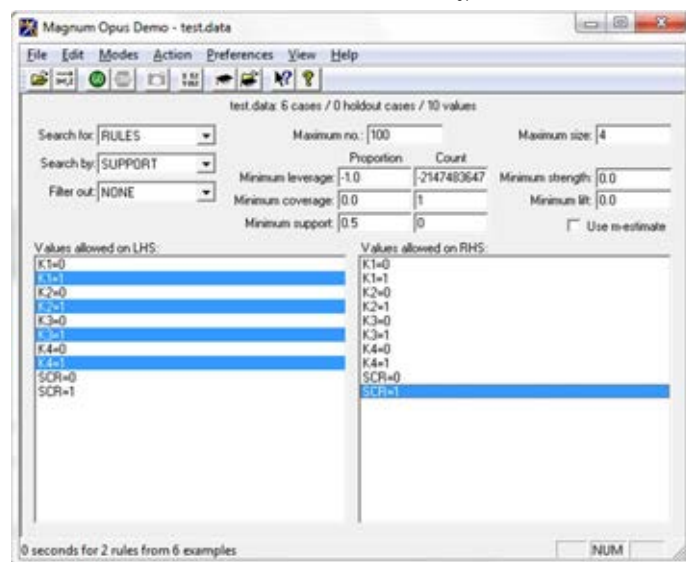 Magnum Opus Demo - test.data
File Edit Modes Action Preferences View Help
test.data: 6 cases / 0 holdout cases / 10 values
Search for: RULES Maximum no.: 100 Maximum size: 4
Search by: SUPPORT Proportion Count
Minimum leverage: -1.0 -2147483647 Minimum strength: 0.0
Filter out: NONE Minimum coverage: 0.0 1 Minimum lift: 0.0
Minimum support: 0.5 0 Use m-estimate
Values allowed on LHS: Values allowed on RHS:
K1=0 K1=0
K1=1 K1=1
K2=0 K2=0
K2=1 K2=1
K3=0 K3=0
K3=1 K3=1
K4=0 K4=0
K4=1 K4=1
SCR=0 SCR=0
SCR=1 SCR=1
0 seconds for 2 rules from 6 examples NUM